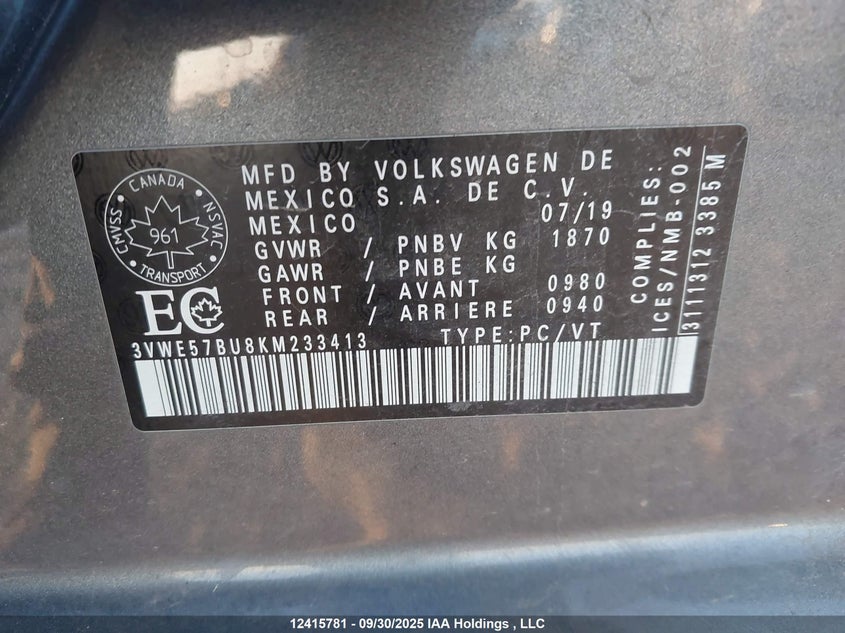 MFD BY VOLKSWAGEN DE
MEXICO S.A. DE C.V.
MEXICO 07/19
GVWR / PNBV KG 1870
GAWR / PNBE KG
FRONT / AVANT 0980
REAR / ARRIERE 0940
CANADA
CMVSS
961
NSVAC
TRANSPORT
EC
3VWE57BU8KM233413 TYPE:PC/VT
COMPLIES:
ICES/NMB-002
3111312 3385 M
12415781 - 09/30/2025 IAA Holdings , LLC